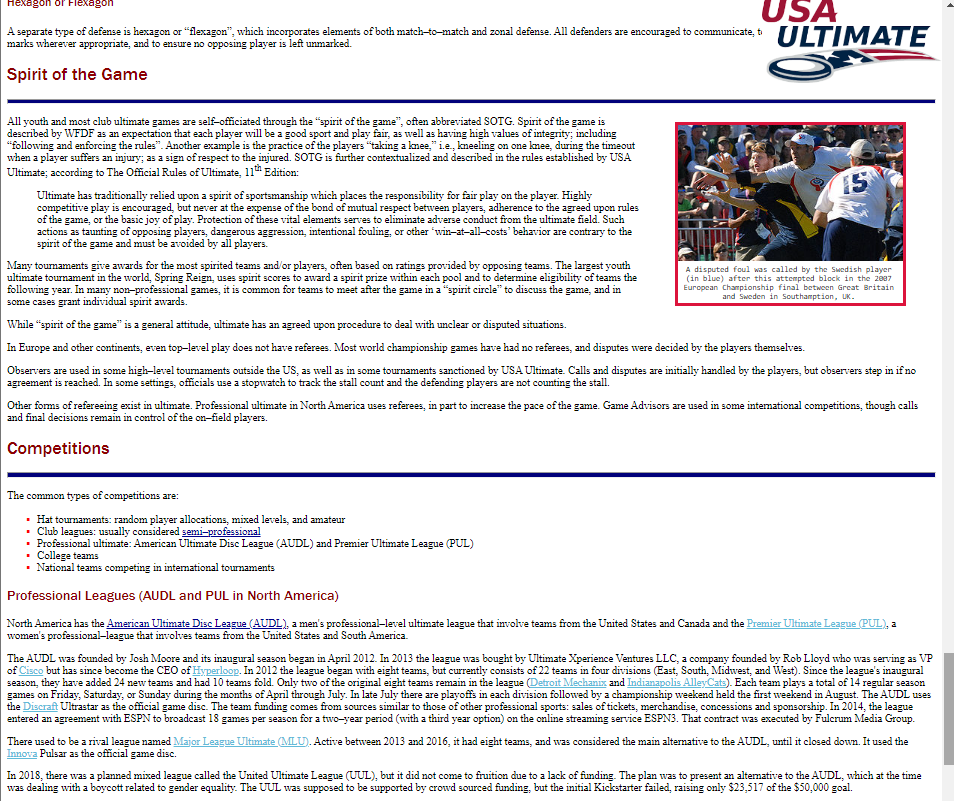 Hexagon or Flexagon
USA
ULTIMATE
A separate type of defense is hexagon or “flexagon”, which incorporates elements of both match–to–match and zonal defense. All defenders are encouraged to communicate,
marks wherever appropriate, and to ensure no opposing player is left unmarked.
Spirit of the Game
All youth and most club ultimate games are self–officiated through the “spirit of the game”, often abbreviated SOTG. Spirit of the game is
described by WFDF as an expectation that each player will be a good sport and play fair, as well as having high values of integrity; including
“following and enforcing the rules”. Another example is the practice of the players “taking a knee,” i.e., kneeling on one knee, during the timeout
when a player suffers an injury; as a sign of respect to the injured. SOTG is further contextualized and described in the rules established by USA
Ultimate; according to The Official Rules of Ultimate, 11th Edition:
Ultimate has traditionally relied upon a spirit of sportsmanship which places the responsibility for fair play on the player. Highly
competitive play is encouraged, but never at the expense of the bond of mutual respect between players, adherence to the agreed upon rules
of the game, or the basic joy of play. Protection of these vital elements serves to eliminate adverse conduct from the ultimate field. Such
actions as taunting of opposing players, dangerous aggression, intentional fouling, or other ‘win–at–all–costs’ behavior are contrary to the
spirit of the game and must be avoided by all players.
15
A disputed foul was called by the Swedish player
(in blue) after this attempted block in the 2007
European Championship final between Great Britain
and Sweden in Southamption, UK.
Many tournaments give awards for the most spirited teams and/or players, often based on ratings provided by opposing teams. The largest youth
ultimate tournament in the world, Spring Reign, uses spirit scores to award a spirit prize within each pool and to determine eligibility of teams the
following year. In many non–professional games, it is common for teams to meet after the game in a “spirit circle” to discuss the game, and in
some cases grant individual spirit awards.
While “spirit of the game” is a general attitude, ultimate has an agreed upon procedure to deal with unclear or disputed situations.
In Europe and other continents, even top–level play does not have referees. Most world championship games have had no referees, and disputes were decided by the players themselves.
Observers are used in some high–level tournaments outside the US, as well as in some tournaments sanctioned by USA Ultimate. Calls and disputes are initially handled by the players, but observers step in if no
agreement is reached. In some settings, officials use a stopwatch to track the stall count and the defending players are not counting the stall.
Other forms of refereeing exist in ultimate. Professional ultimate in North America uses referees, in part to increase the pace of the game. Game Advisors are used in some international competitions, though calls
and final decisions remain in control of the on–field players.
Competitions
The common types of competitions are:
Hat tournaments: random player allocations, mixed levels, and amateur
Club leagues: usually considered semi–professional
Professional ultimate: American Ultimate Disc League (AUDL) and Premier Ultimate League (PUL)
College teams
National teams competing in international tournaments
Professional Leagues (AUDL and PUL in North America)
North America has the American Ultimate Disc League (AUDL), a men's professional–level ultimate league that involve teams from the United States and Canada and the Premier Ultimate League (PUL), a
women's professional–league that involves teams from the United States and South America.
The AUDL was founded by Josh Moore and its inaugural season began in April 2012. In 2013 the league was bought by Ultimate Xperience Ventures LLC, a company founded by Rob Lloyd who was serving as VP
of Cisco but has since become the CEO of Hyperloop. In 2012 the league began with eight teams, but currently consists of 22 teams in four divisions (East, South, Midwest, and West). Since the league's inaugural
season, they have added 24 new teams and had 10 teams fold. Only two of the original eight teams remain in the league (Detroit Mechanix and Indianapolis AlleyCats). Each team plays a total of 14 regular season
games on Friday, Saturday, or Sunday during the months of April through July. In late July there are playoffs in each division followed by a championship weekend held the first weekend in August. The AUDL uses
the Discraft Ultrastar as the official game disc. The team funding comes from sources similar to those of other professional sports: sales of tickets, merchandise, concessions and sponsorship. In 2014, the league
entered an agreement with ESPN to broadcast 18 games per season for a two–year period (with a third year option) on the online streaming service ESPN3. That contract was executed by Fulcrum Media Group.
There used to be a rival league named Major League Ultimate (MLU). Active between 2013 and 2016, it had eight teams, and was considered the main alternative to the AUDL, until it closed down. It used the
Innova Pulsar as the official game disc.
In 2018, there was a planned mixed league called the United Ultimate League (UUL), but it did not come to fruition due to a lack of funding. The plan was to present an alternative to the AUDL, which at the time
was dealing with a boycott related to gender equality. The UUL was supposed to be supported by crowd sourced funding, but the initial Kickstarter failed, raising only $23,517 of the $50,000 goal.